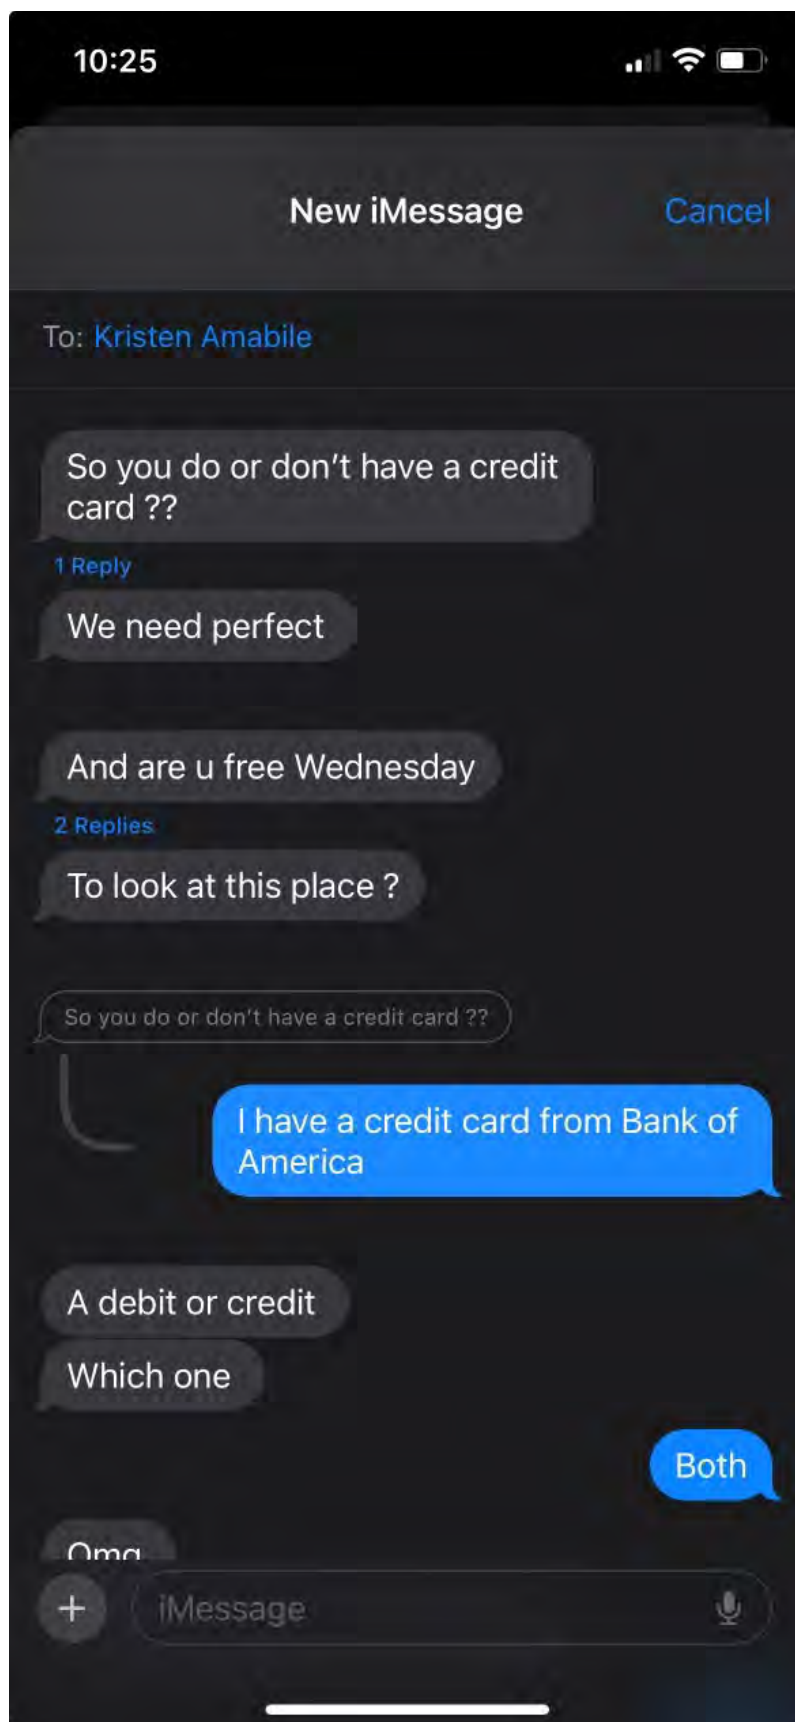 10:25
New iMessage
Cancel
To: Kristen Amabile
So you do or don't have a credit
card ??
1 Reply
We need perfect
And are u free Wednesday
2 Replies
To look at this place ?
So you do or don't have a credit card ??
I have a credit card from Bank of
America
A debit or credit
Which one
Both
Omg
iMessage